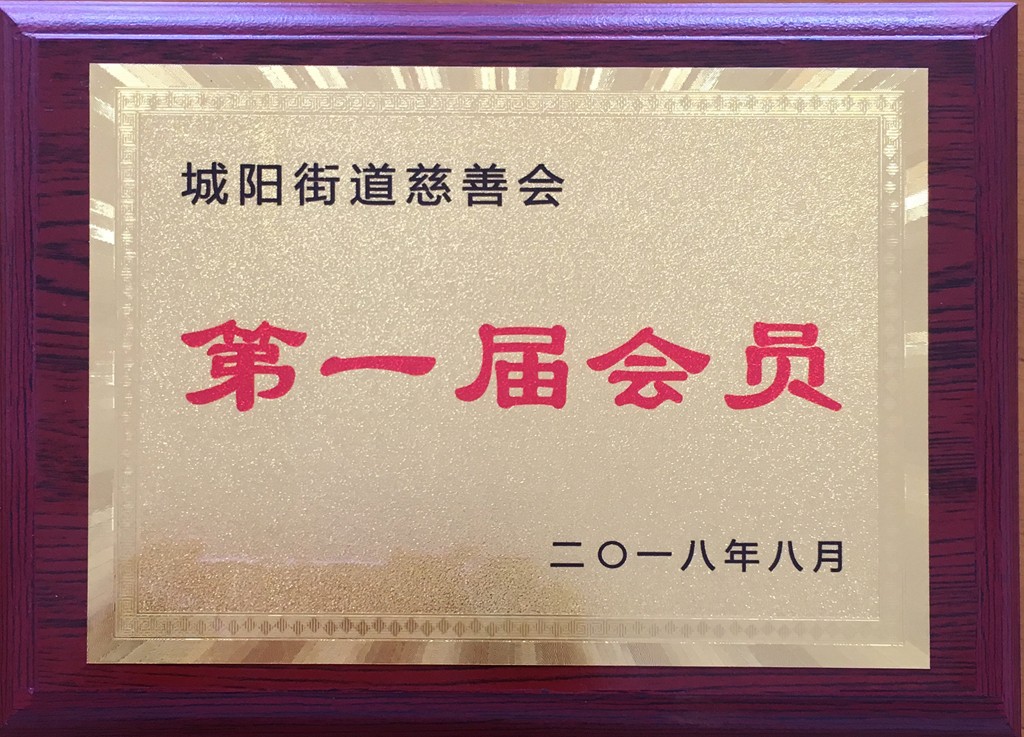 城阳街道慈善会
第一届会员
二〇一八年八月